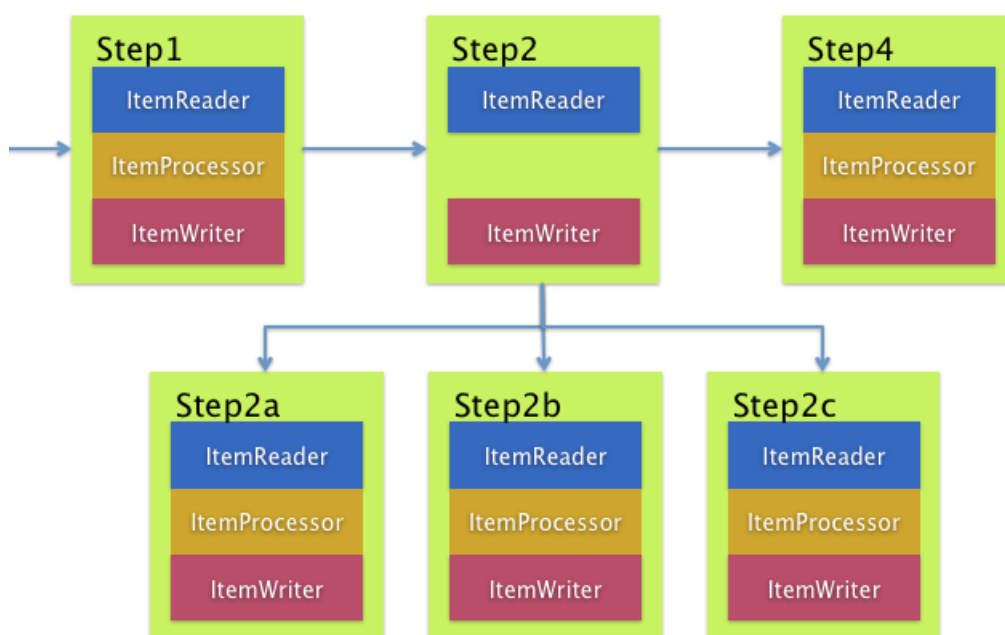 Step1
ItemReader
ItemProcessor
ItemWriter
Step2
ItemReader
ItemWriter
Step4
ItemReader
ItemProcessor
ItemWriter
Step2a
ItemReader
ItemProcessor
ItemWriter
Step2b
ItemReader
ItemProcessor
ItemWriter
Step2c
ItemReader
ItemProcessor
ItemWriter